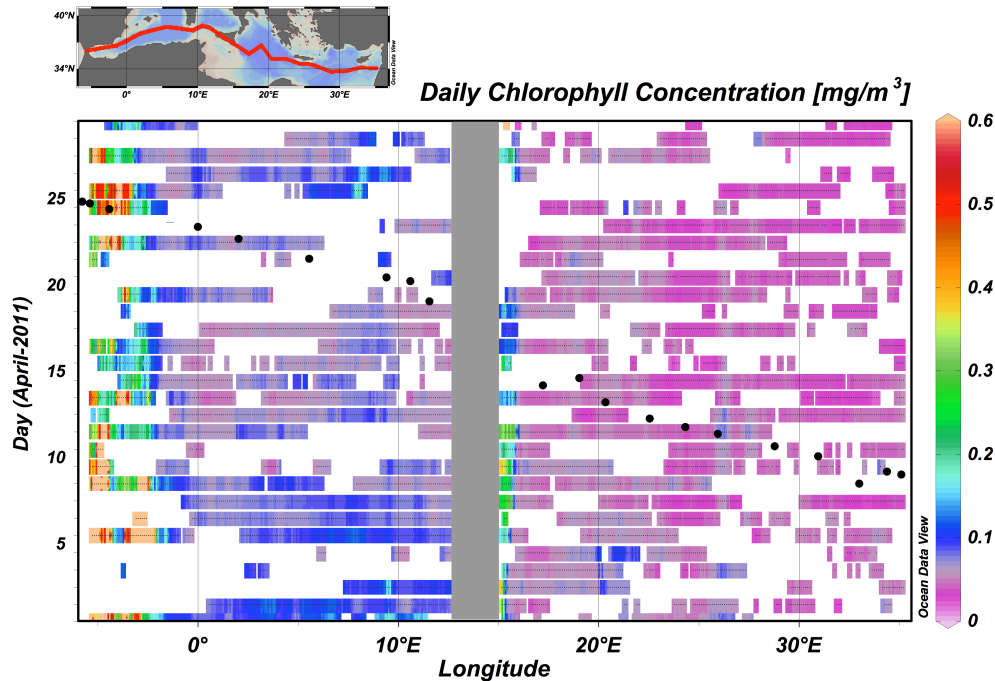 40°N
34°N
0°
10°E
20°E
30°E
Ocean Data View
Daily Chlorophyll Concentration [mg/m³]
Day (April-2011)
25
20
15
10
5
0°
10°E
20°E
30°E
Longitude
Ocean Data View
0.6
0.5
0.4
0.3
0.2
0.1
0